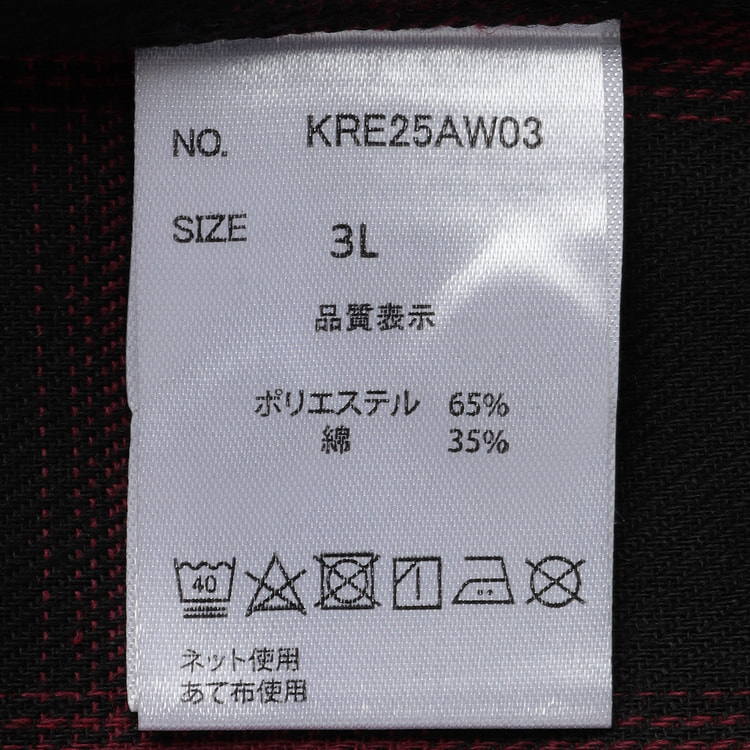 NO. KRE25AW03
SIZE 3L
品質表示
ポリエステル 65%
綿 35%
40
ネット使用
あて布使用